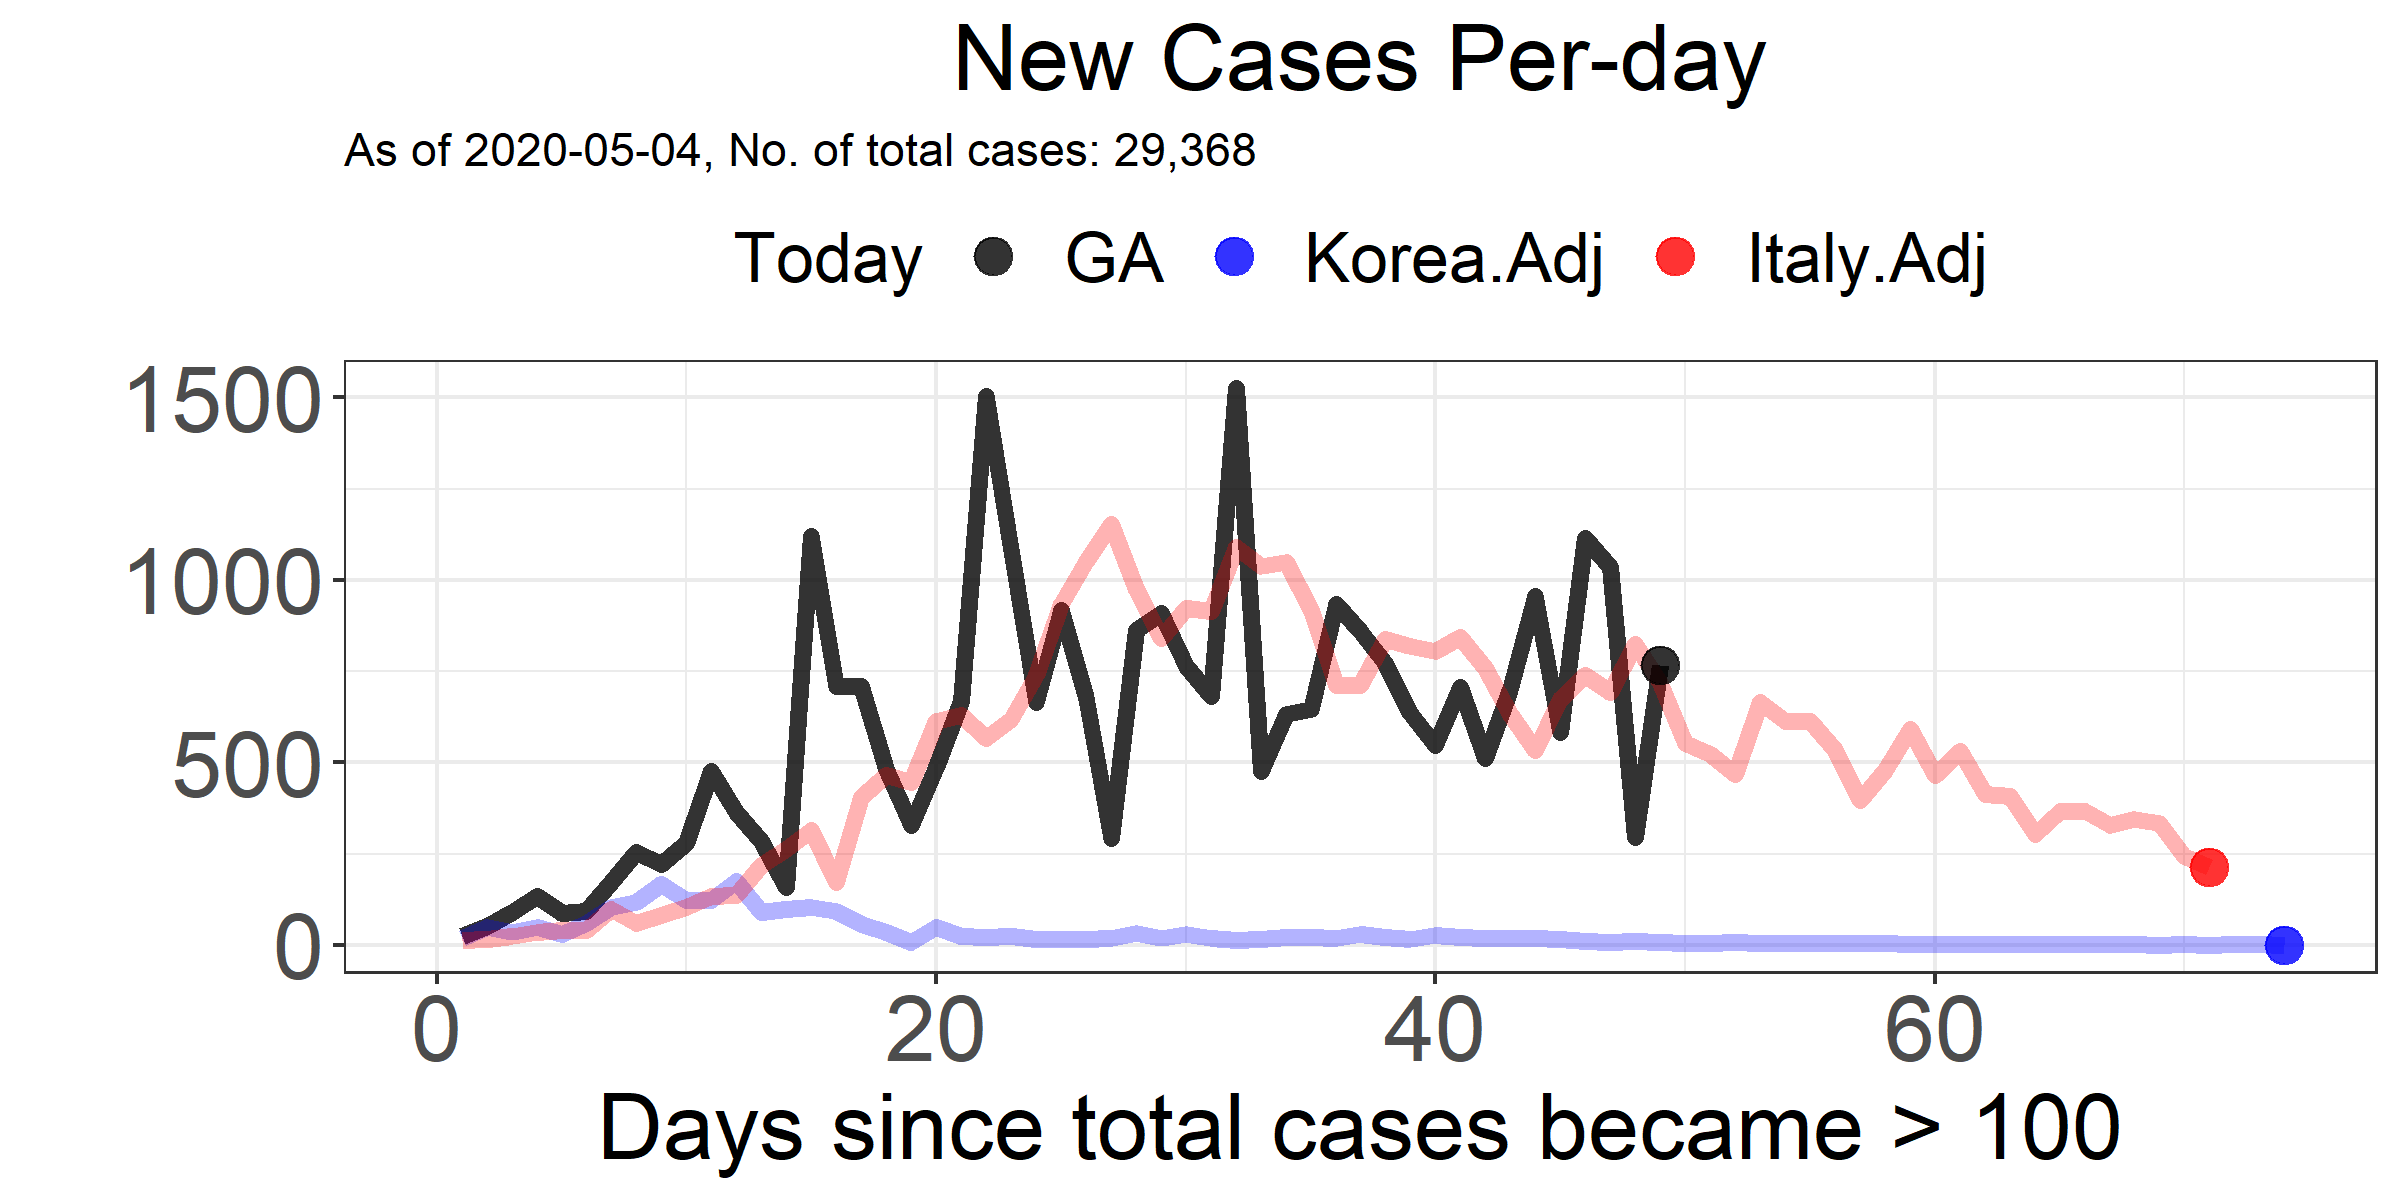 New Cases Per-day
As of 2020-05-04, No. of total cases: 29,368
Today GA Korea.Adj Italy.Adj
1500
1000
500
0
0 20 40 60
Days since total cases became > 100